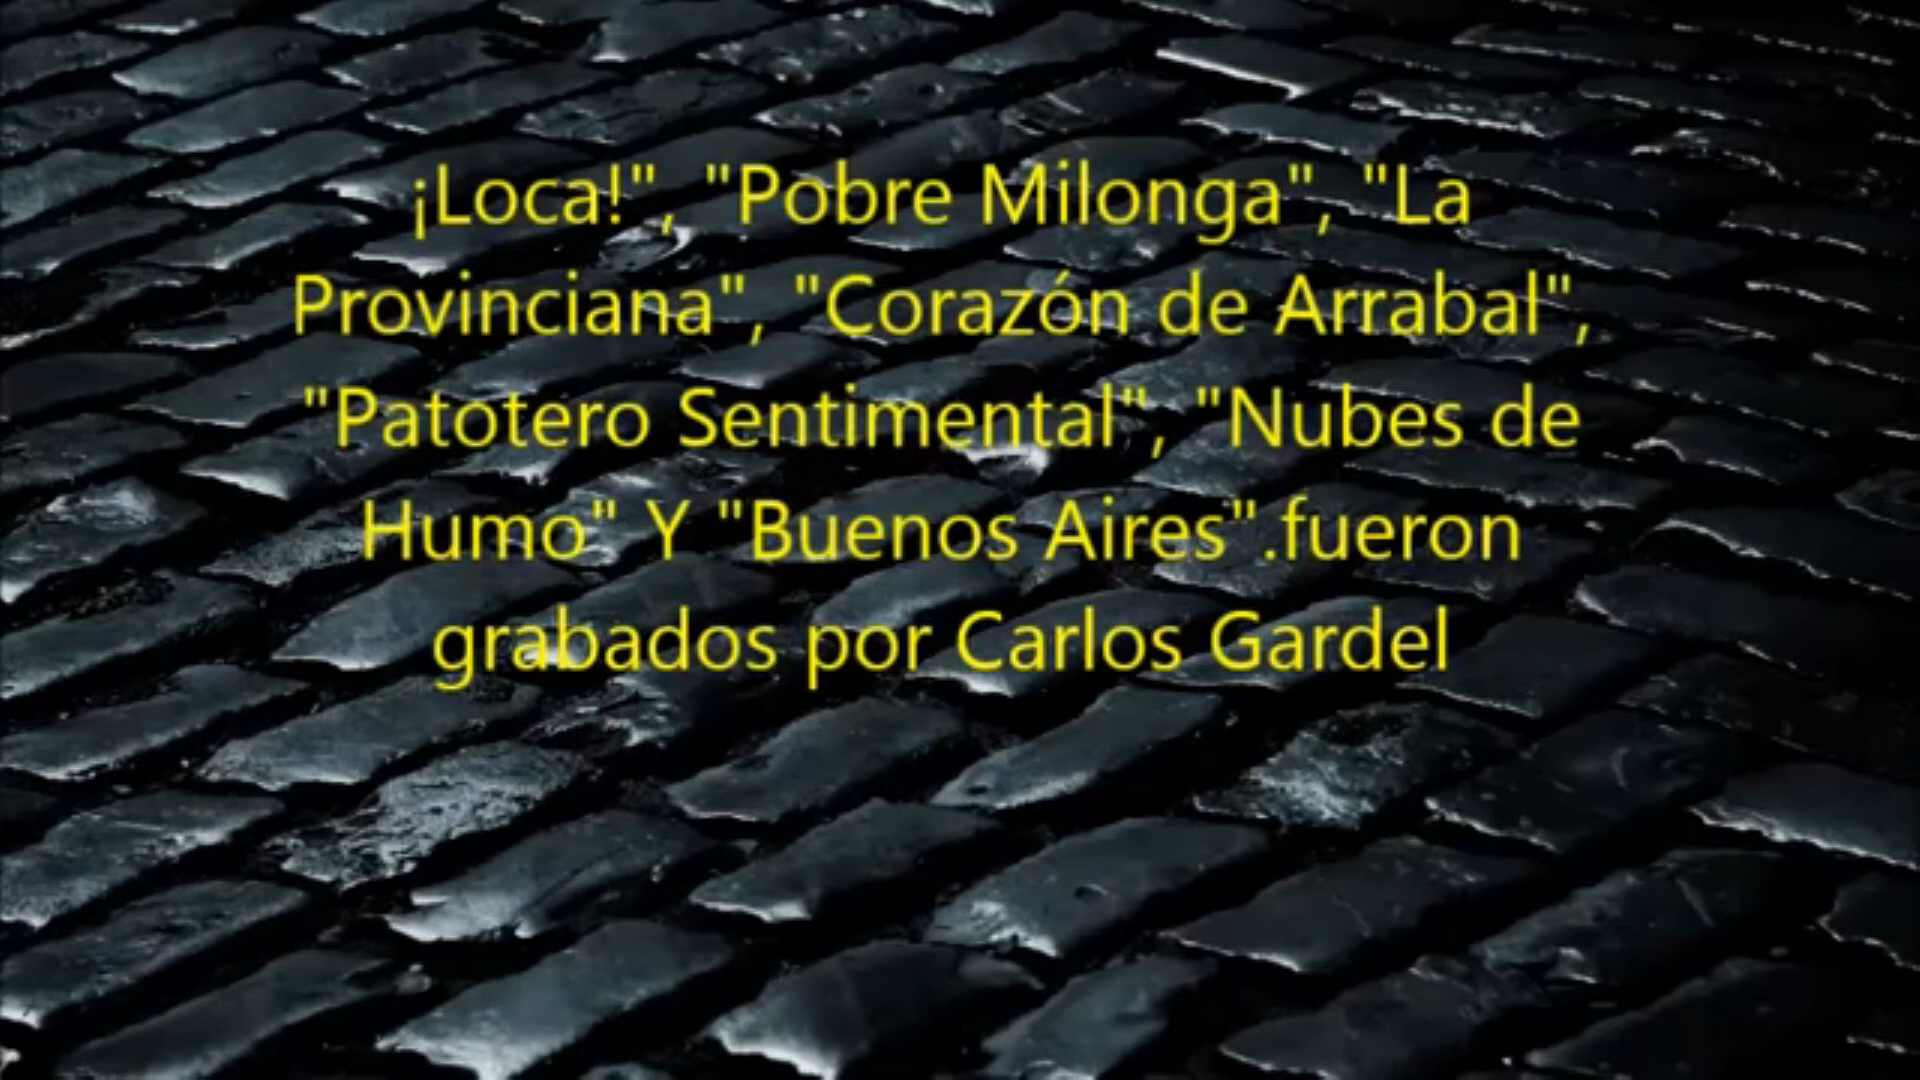 ¡Loca!", "Pobre Milonga", "La
Provinciana", "Corazón de Arrabal",
"Patotero Sentimental", "Nubes de
Humo" Y "Buenos Aires".fueron
grabados por Carlos Gardel